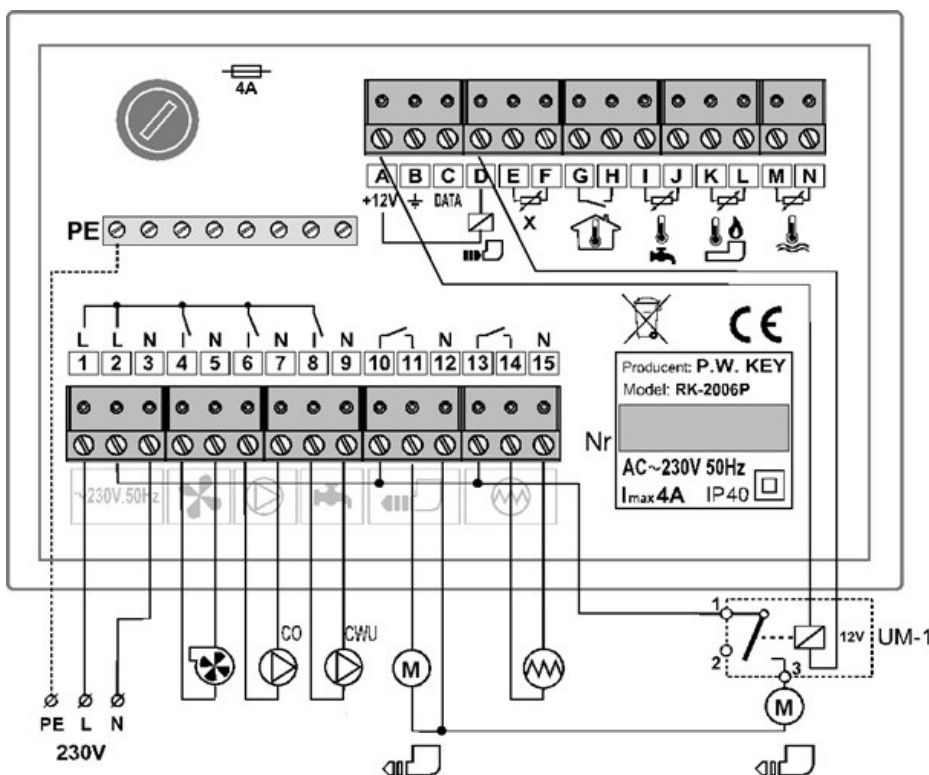 4A
A B C D E F G H I J K L M N
+12V DATA X
PE
L L N N N N N N
1 2 3 4 5 6 7 8 9 10 11 12 13 14 15
~230V.50Hz
Producent: P.W. KEY
Model: RK-2006P
Nr
AC~230V 50Hz
Imax 4A IP40
CE
CO CWU
M
PE L N
230V
1
2
3
12V UM-1
M